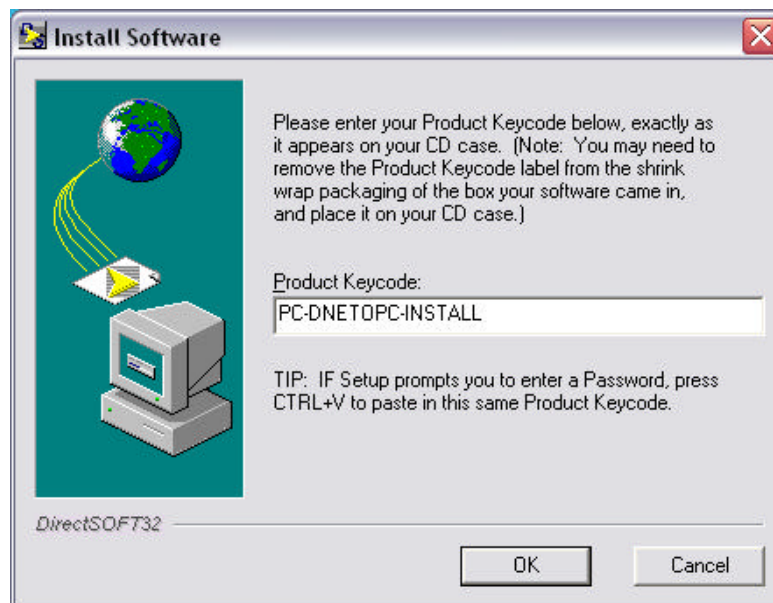 Install Software
Please enter your Product Keycode below, exactly as
it appears on your CD case. (Note: You may need to
remove the Product Keycode label from the shrink
wrap packaging of the box your software came in,
and place it on your CD case.)
Product Keycode:
PC-DNETOPC-INSTALL
TIP: IF Setup prompts you to enter a Password, press
CTRL+V to paste in this same Product Keycode.
DirectSOFT32
OK
Cancel